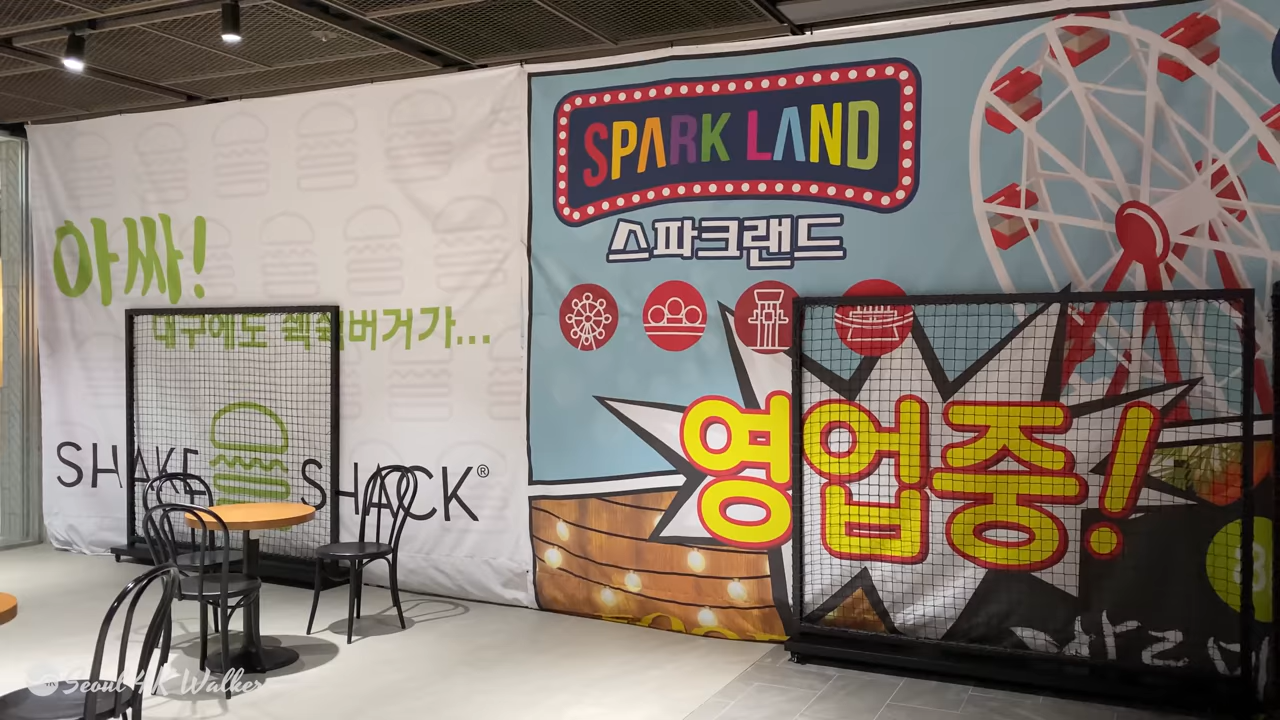 아싸!
대구에도 쉑쉑버거가...
SHAKE SHACK®
SPARK LAND
스파크랜드
영업중!
Seoul 4K Walker